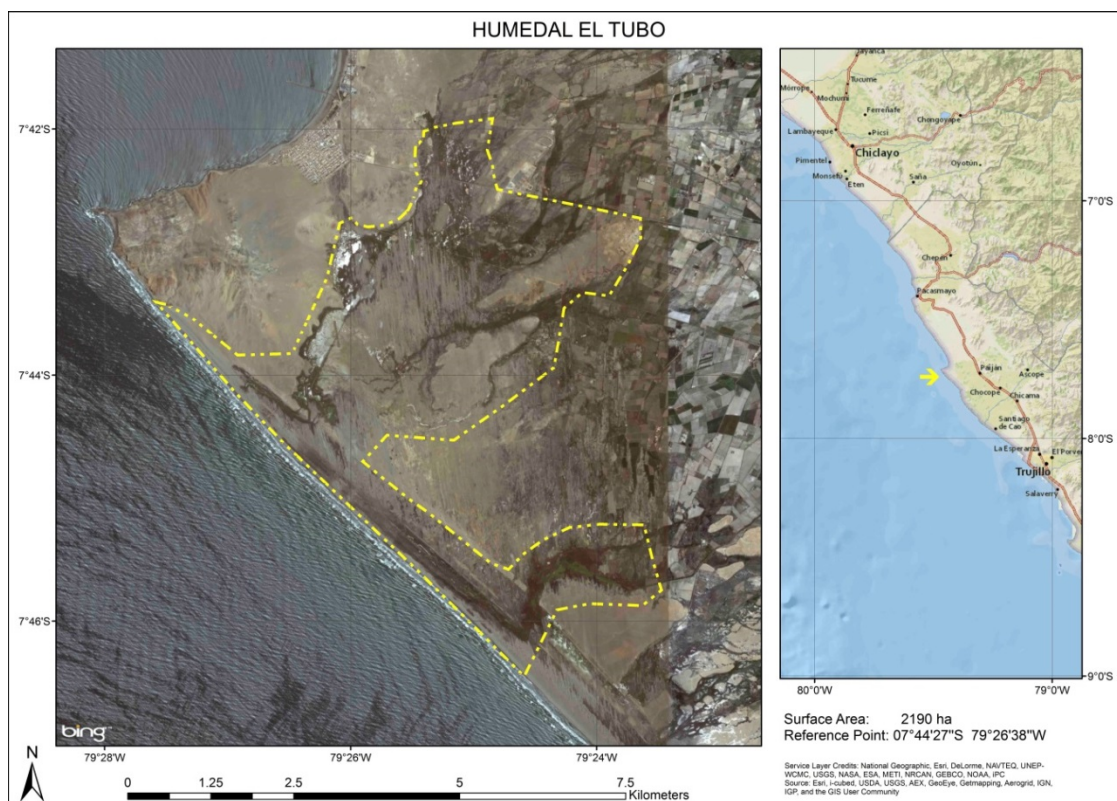 HUMEDAL EL TUBO
7°42'S
7°44'S
7°46'S
bing
79°28'W
79°26'W
79°24'W
N
0 1.25 2.5 5 7.5
Kilometers
Tucume
Mochumi
Mórrope
Ferreñafe
Chongoyape
Lambayeque
Picsi
Chiclayo
Pimentel
Oyotún
Monsefú
Eten
Saña
7°0'S
Chepén
Pacasmayo
Paiján
Ascope
Chocope
Chicama
Santiago
de Cao
8°0'S
La Esperanza
El Porve
Trujillo
Salaverry
9°0'S
80°0'W
79°0'W
Surface Area: 2190 ha
Reference Point: 07°44'27"S 79°26'38"W
Service Layer Credits: National Geographic, Esri, DeLorme, NAVTEQ, UNEP-
WCMC, USGS, NASA, ESA, METI, NRCAN, GEBCO, NOAA, iPC
Source: Esri, i-cubed, USDA, USGS, AEX, GeoEye, Getmapping, Aerogrid, IGN,
IGP, and the GIS User Community